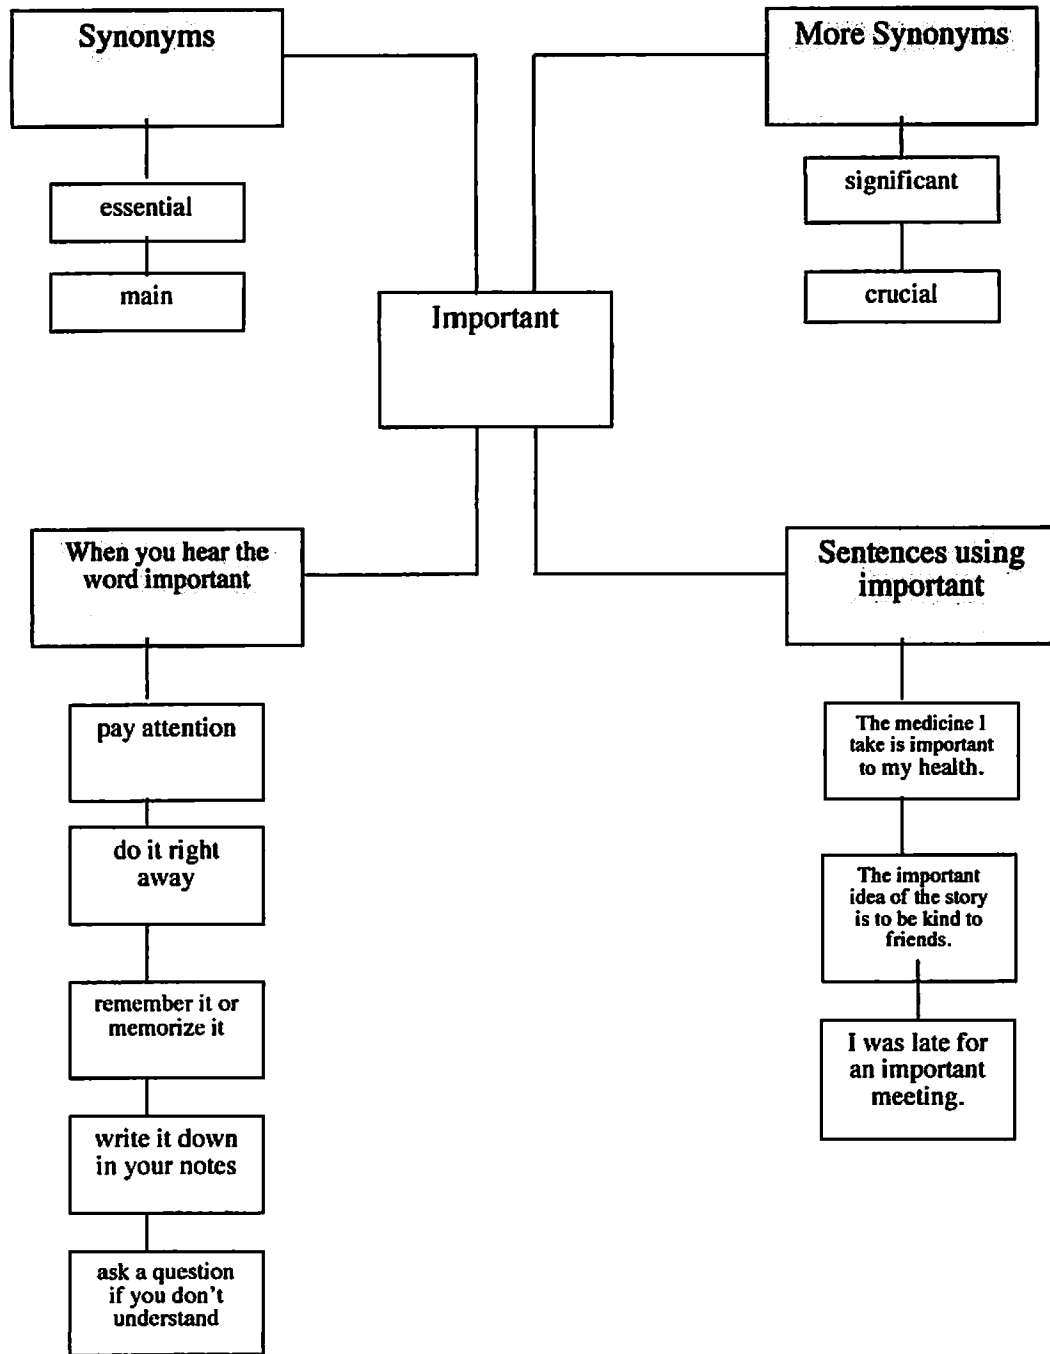 Synonyms
essential
main
More Synonyms
significant
crucial
Important
When you hear the
word important
pay attention
do it right
away
remember it or
memorize it
write it down
in your notes
ask a question
if you don't
understand
Sentences using
important
The medicine I
take is important
to my health.
The important
idea of the story
is to be kind to
friends.
I was late for
an important
meeting.